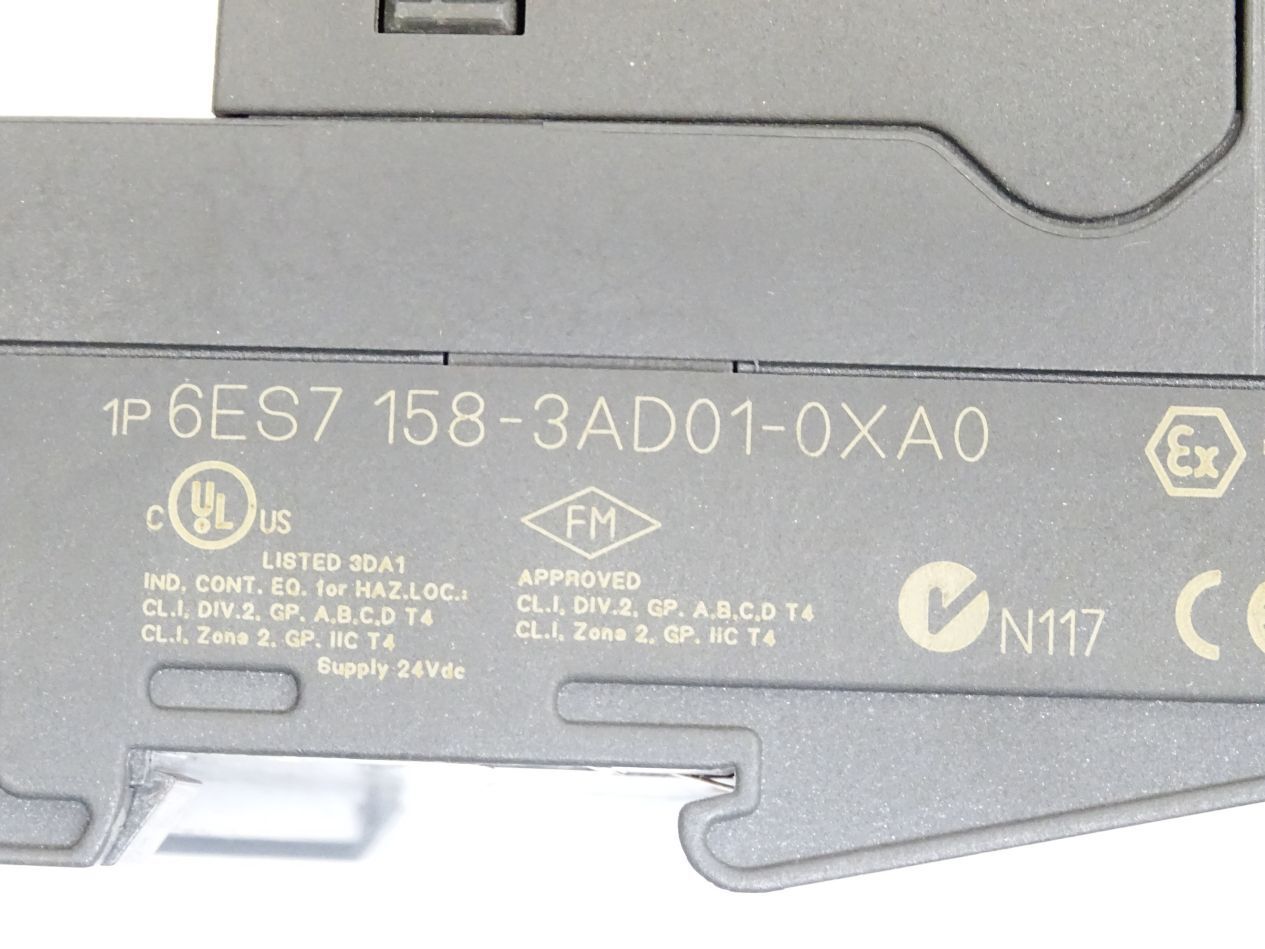 1P 6ES7 158-3AD01-0XA0
Ex
C UL US
LISTED 3DA1
IND. CONT. EQ. for HAZ.LOC.:
CL.I, DIV.2, GP. A,B,C,D T4
CL.I, Zone 2, GP. IIC T4
Supply 24Vdc
FM
APPROVED
CL.I, DIV.2, GP. A,B,C,D T4
CL.I, Zone 2, GP. IIC T4
N117
C